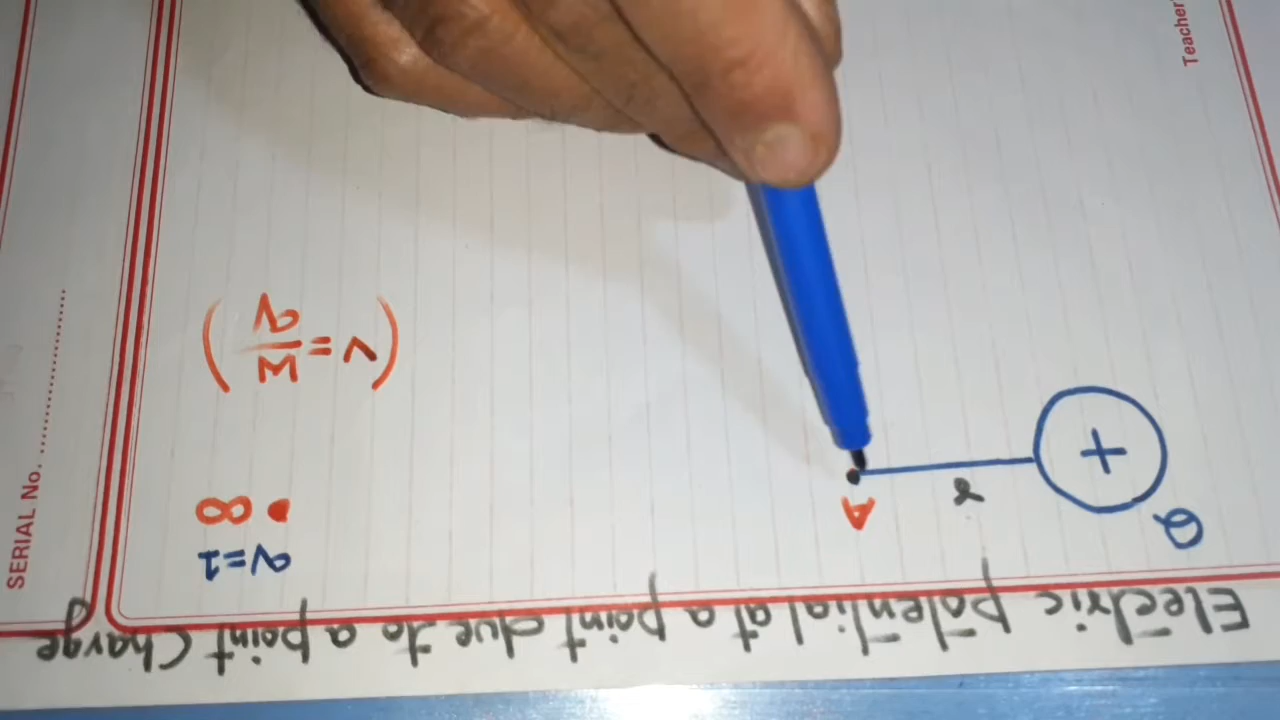 Electric potential at a point due to a point Charge
Q
+
r
A
q=1
∞
(V=W/q)
SERIAL No.
Teacher